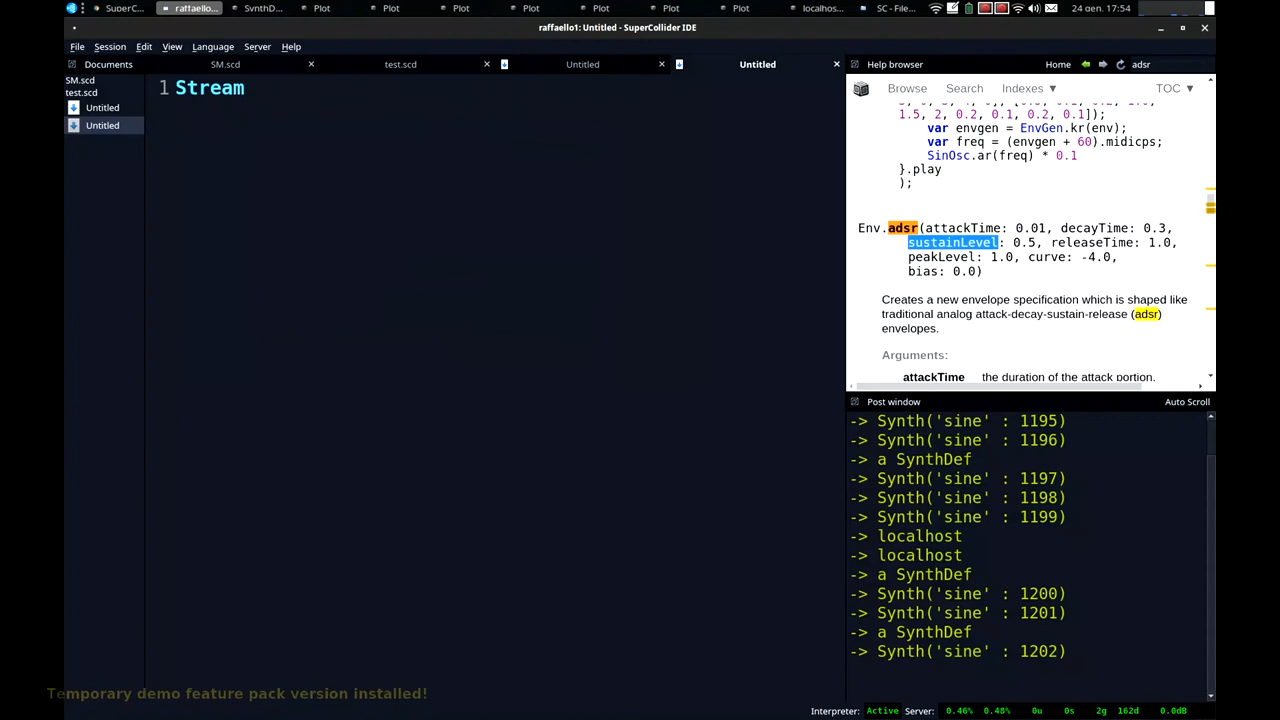 SuperC... raffaello... SvnthD... Plot Plot Plot Plot Plot Plot Plot localhos... SC - File... 24 gen. 17:54
raffaello1: Untitled - SuperCollider IDE
File Session Edit View Language Server Help
Documents SM.scd test.scd Untitled Untitled Help browser Home adsr
SM.scd
test.scd
Untitled
Untitled
1 Stream
Browse Search Indexes ▼ TOC ▼
1.5, 2, 0.2, 0.1, 0.2, 0.1]);
var envgen = EnvGen.kr(env);
var freq = (envgen + 60).midicps;
SinOsc.ar(freq) * 0.1
}.play
);
Env.adsr(attackTime: 0.01, decayTime: 0.3,
sustainLevel: 0.5, releaseTime: 1.0,
peakLevel: 1.0, curve: -4.0,
bias: 0.0)
Creates a new envelope specification which is shaped like
traditional analog attack-decay-sustain-release (adsr)
envelopes.
Arguments:
attackTime the duration of the attack portion.
Post window Auto Scroll
-> Synth('sine' : 1195)
-> Synth('sine' : 1196)
-> a SynthDef
-> Synth('sine' : 1197)
-> Synth('sine' : 1198)
-> Synth('sine' : 1199)
-> localhost
-> localhost
-> a SynthDef
-> Synth('sine' : 1200)
-> Synth('sine' : 1201)
-> a SynthDef
-> Synth('sine' : 1202)
Temporary demo feature pack version installed!
Interpreter: Active Server: 0.46% 0.48% 0u 0s 2g 162d 0.0dB